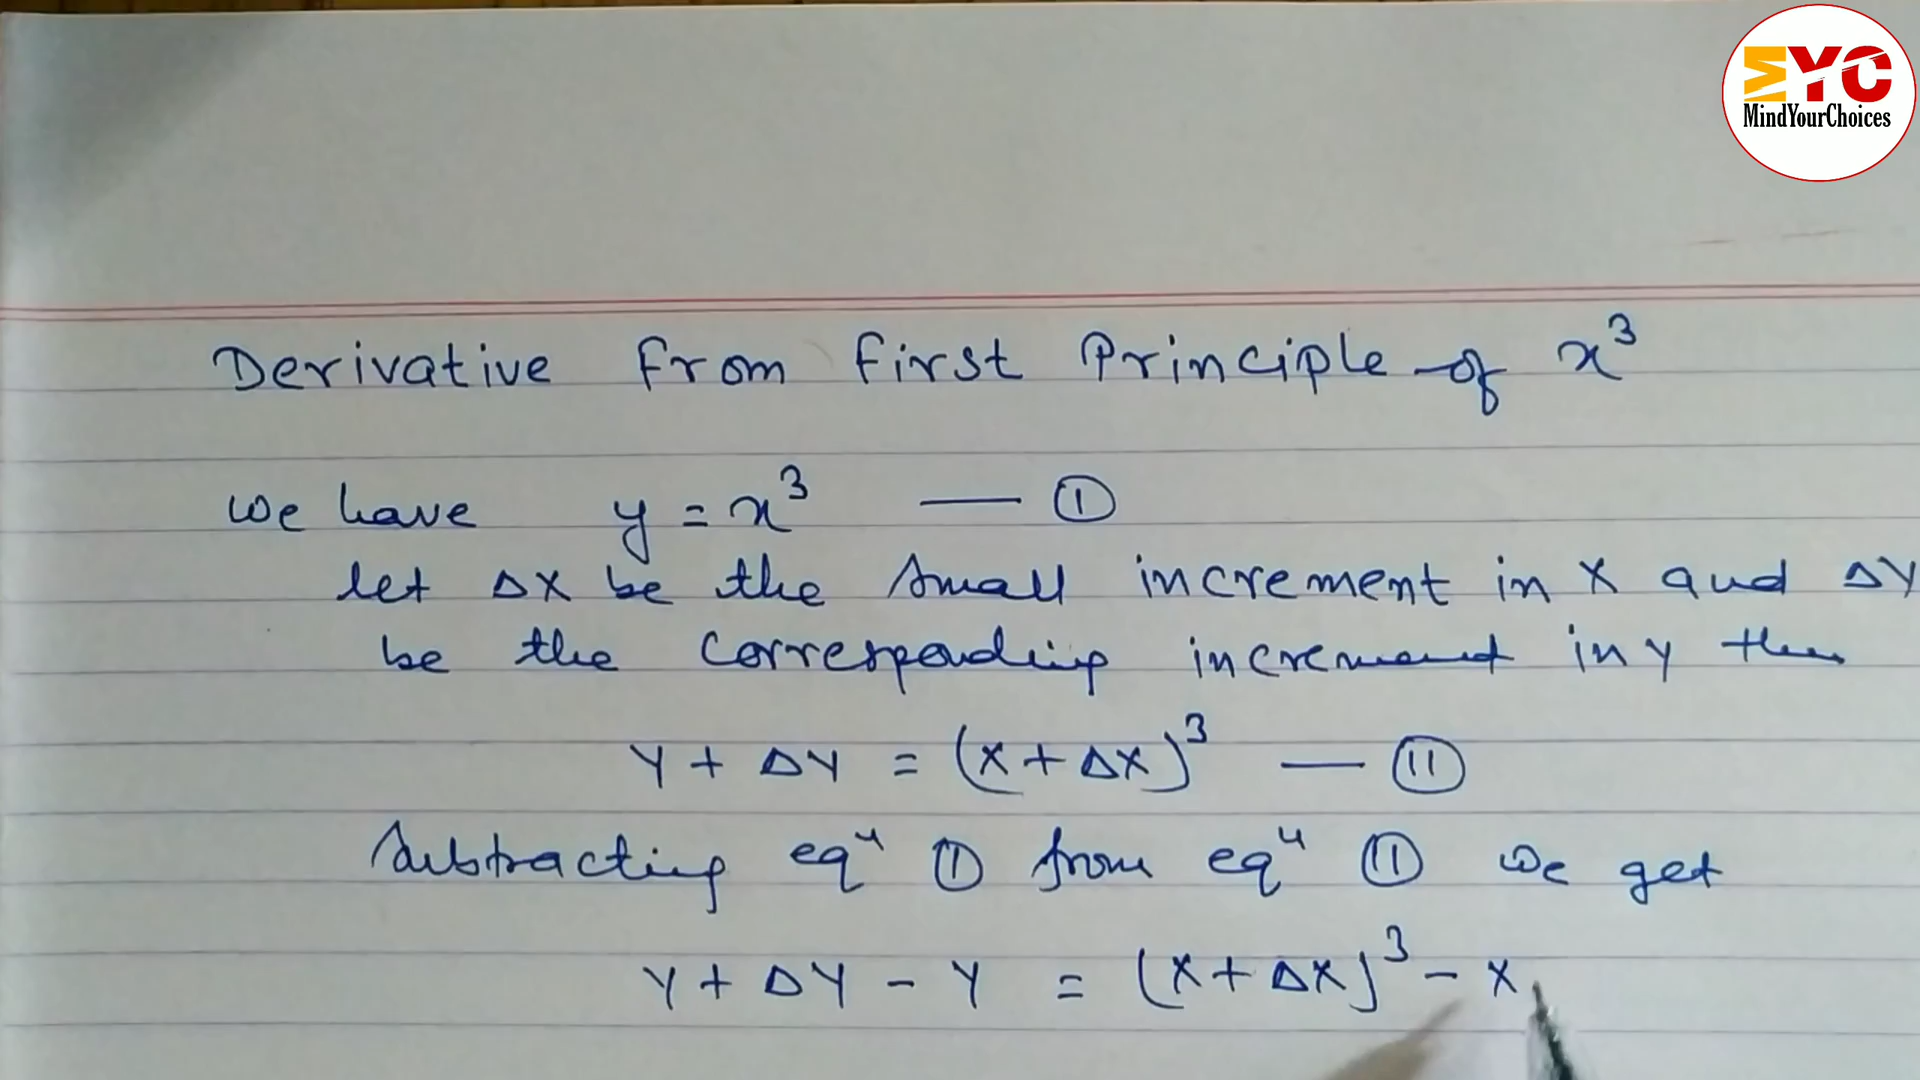 MYC
MindYourChoices
Derivative from first Principle of x³
we have y = x³ — ①
let Δx be the small increment in x and Δy
be the corresponding increment in y then
y + Δy = (x + Δx)³ — ⑪
Subtracting eqⁿ ① from eqⁿ ⑪ we get
y + Δy - y = (x + Δx)³ - x